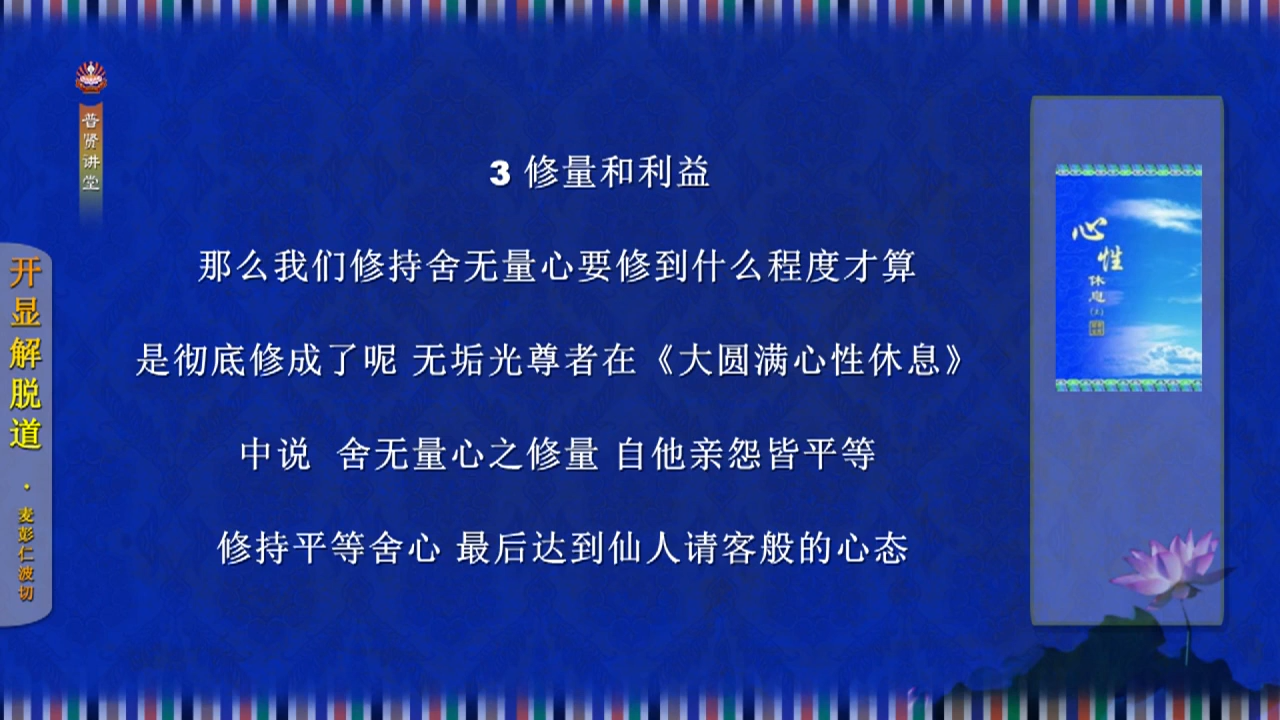 普贤讲堂
3 修量和利益
那么我们修持舍无量心要修到什么程度才算
是彻底修成了呢 无垢光尊者在《大圆满心性休息》
中说 舍无量心之修量 自他亲怨皆平等
修持平等舍心 最后达到仙人请客般的心态
开显解脱道·麦彭仁波切
心性
休息